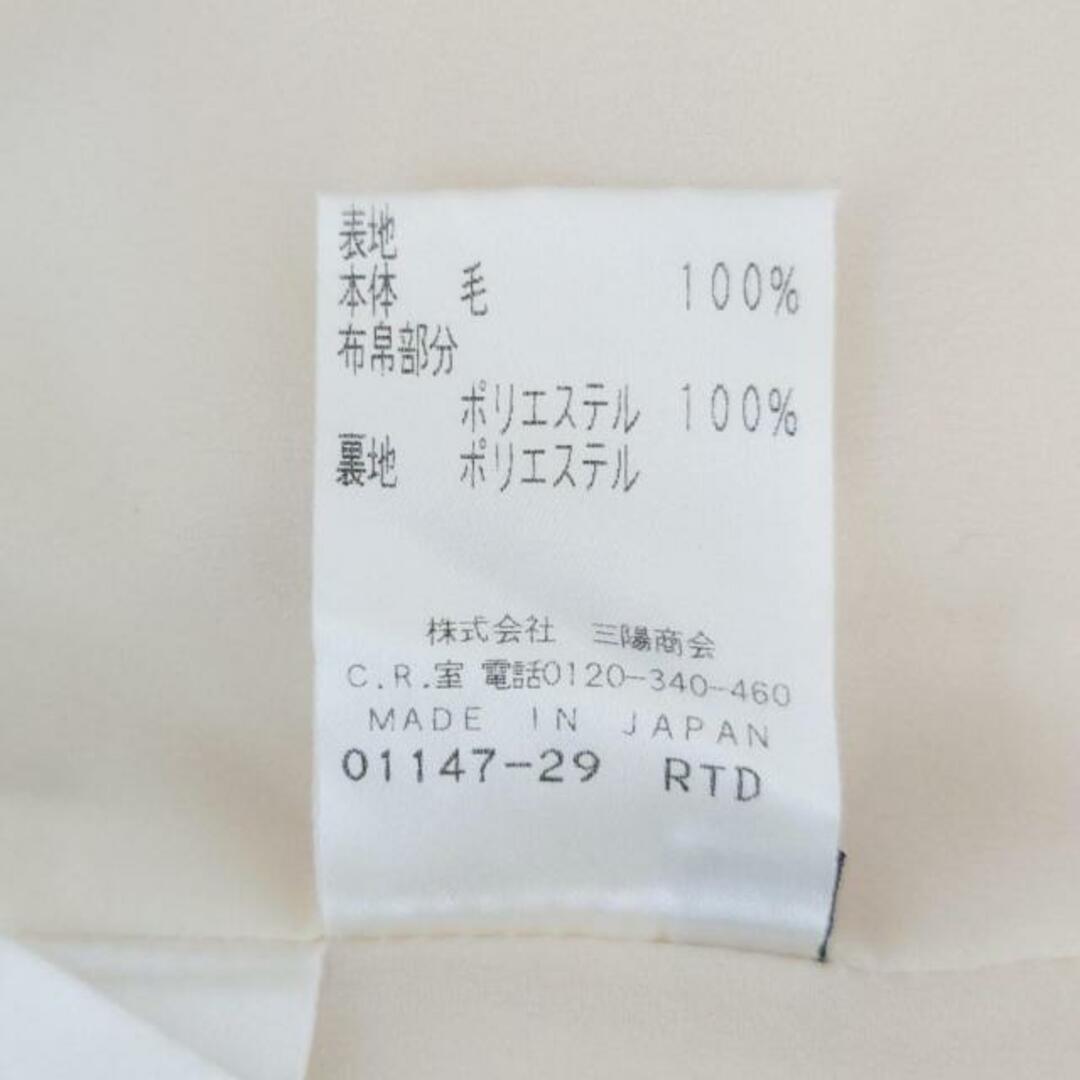 表地
本体 毛 100%
布帛部分
ポリエステル 100%
裏地 ポリエステル
株式会社 三陽商会
C.R.室 電話0120-340-460
MADE IN JAPAN
01147-29 RTD